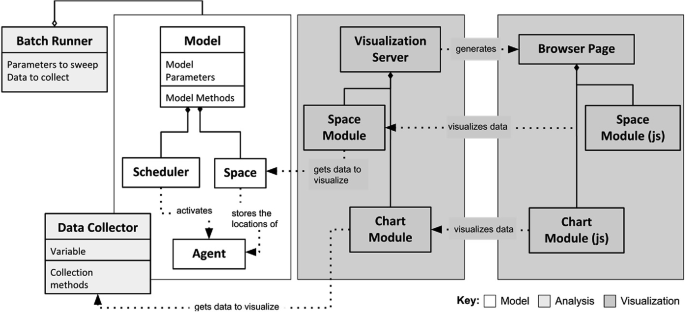 Batch Runner
Parameters to sweep
Data to collect
Model
Model
Parameters
Model Methods
Scheduler
Space
activates
stores the
locations of
Agent
Data Collector
Variable
Collection
methods
gets data to visualize
Visualization
Server
Space
Module
gets data to
visualize
Chart
Module
generates
visualizes data
visualizes data
Browser Page
Space
Module (js)
Chart
Module (js)
Key: Model Analysis Visualization